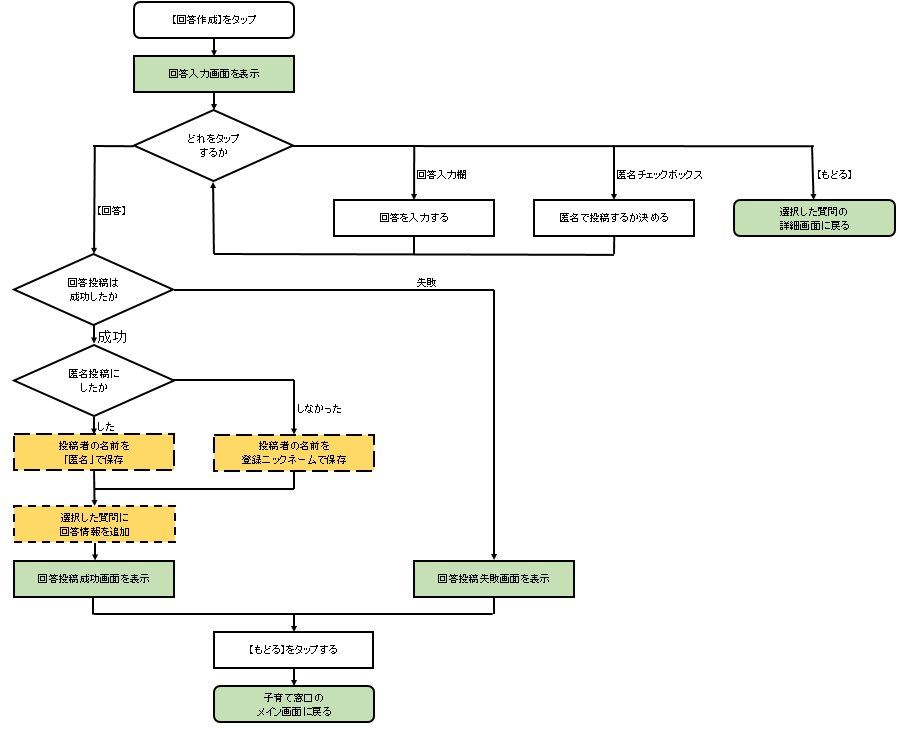 【回答作成】をタップ
回答入力画面を表示
どれをタップ
するか
回答入力欄
匿名チェックボックス
【もどる】
【回答】
回答を入力する
匿名で投稿するか決める
選択した質問の
詳細画面に戻る
回答投稿は
成功したか
失敗
成功
匿名投稿に
したか
しなかった
した
投稿者の名前を
「匿名」で保存
投稿者の名前を
登録ニックネームで保存
選択した質問に
回答情報を追加
回答投稿成功画面を表示
回答投稿失敗画面を表示
【もどる】をタップする
子育て窓口の
メイン画面に戻る